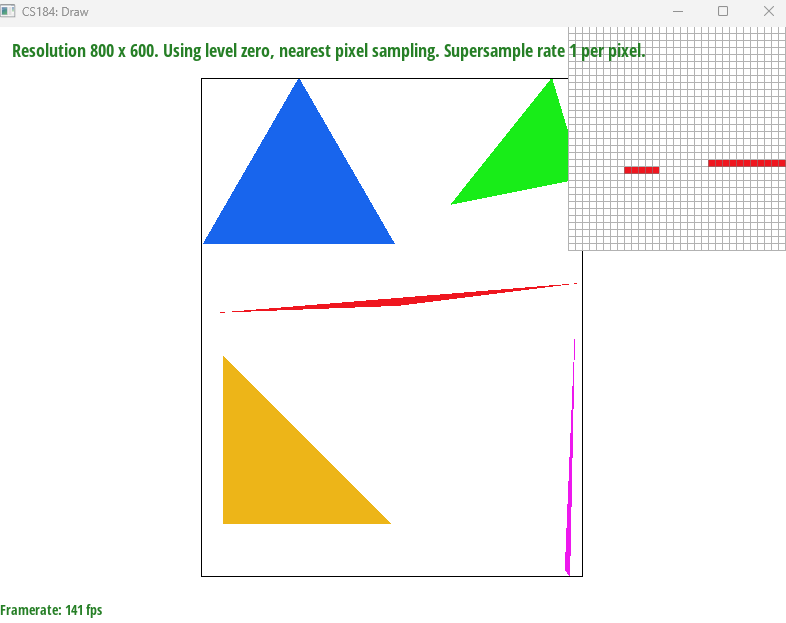 CS184: Draw
Resolution 800 x 600. Using level zero, nearest pixel sampling. Supersample rate 1 per pixel.
Framerate: 141 fps